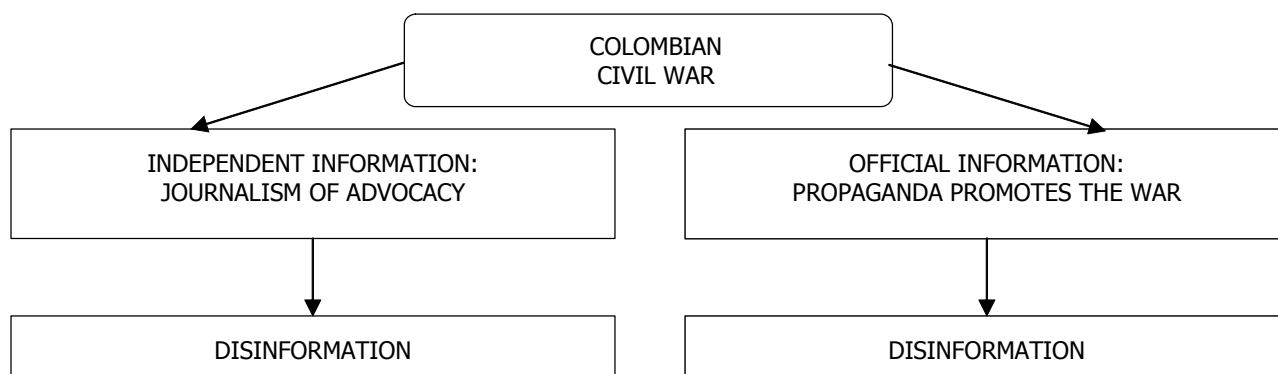 COLOMBIAN
CIVIL WAR
INDEPENDENT INFORMATION:
JOURNALISM OF ADVOCACY
OFFICIAL INFORMATION:
PROPAGANDA PROMOTES THE WAR
DISINFORMATION
DISINFORMATION